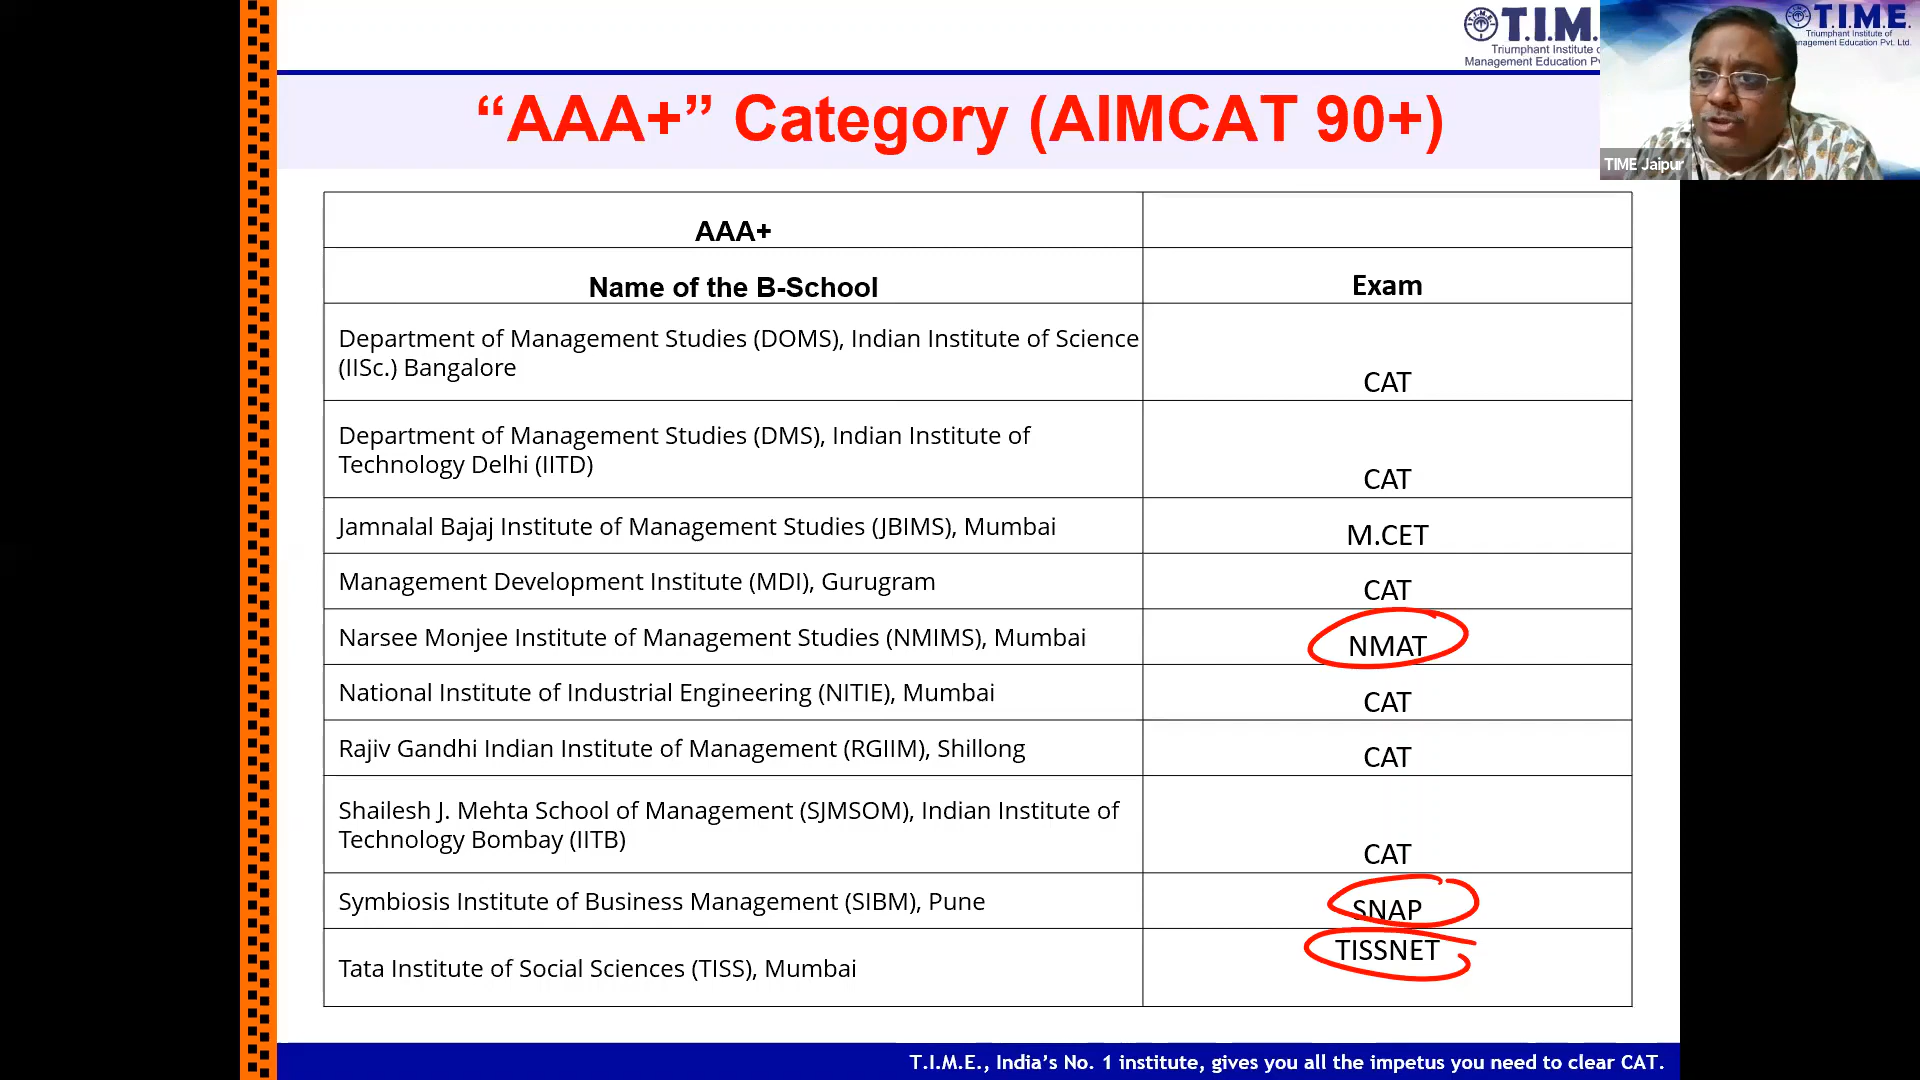 T.I.M.
Triumphant Institute
Management Education
T.I.M.E.
Triumphant Institute of
Management Education Pvt. Ltd.
TIME Jaipur
“AAA+” Category (AIMCAT 90+)
AAA+
Name of the B-School Exam
Department of Management Studies (DOMS), Indian Institute of Science
(IISc.) Bangalore
CAT
Department of Management Studies (DMS), Indian Institute of
Technology Delhi (IITD)
CAT
Jamnalal Bajaj Institute of Management Studies (JBIMS), Mumbai M.CET
Management Development Institute (MDI), Gurugram CAT
Narsee Monjee Institute of Management Studies (NMIMS), Mumbai NMAT
National Institute of Industrial Engineering (NITIE), Mumbai CAT
Rajiv Gandhi Indian Institute of Management (RGIIM), Shillong CAT
Shailesh J. Mehta School of Management (SJMSOM), Indian Institute of
Technology Bombay (IITB)
CAT
Symbiosis Institute of Business Management (SIBM), Pune SNAP
Tata Institute of Social Sciences (TISS), Mumbai TISSNET
T.I.M.E., India’s No. 1 institute, gives you all the impetus you need to clear CAT.